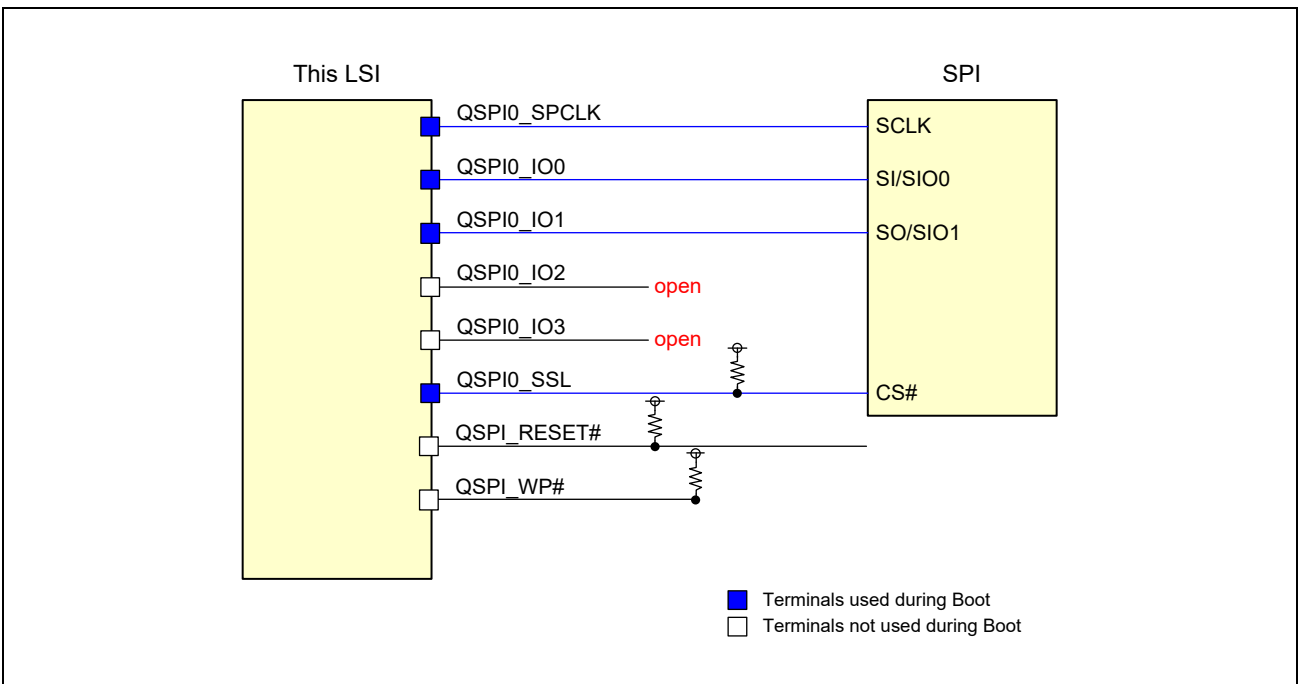 This LSI
SPI
QSPI0_SPCLK
SCLK
QSPI0_IO0
SI/SIO0
QSPI0_IO1
SO/SIO1
QSPI0_IO2
open
QSPI0_IO3
open
QSPI0_SSL
CS#
QSPI_RESET#
QSPI_WP#
Terminals used during Boot
Terminals not used during Boot